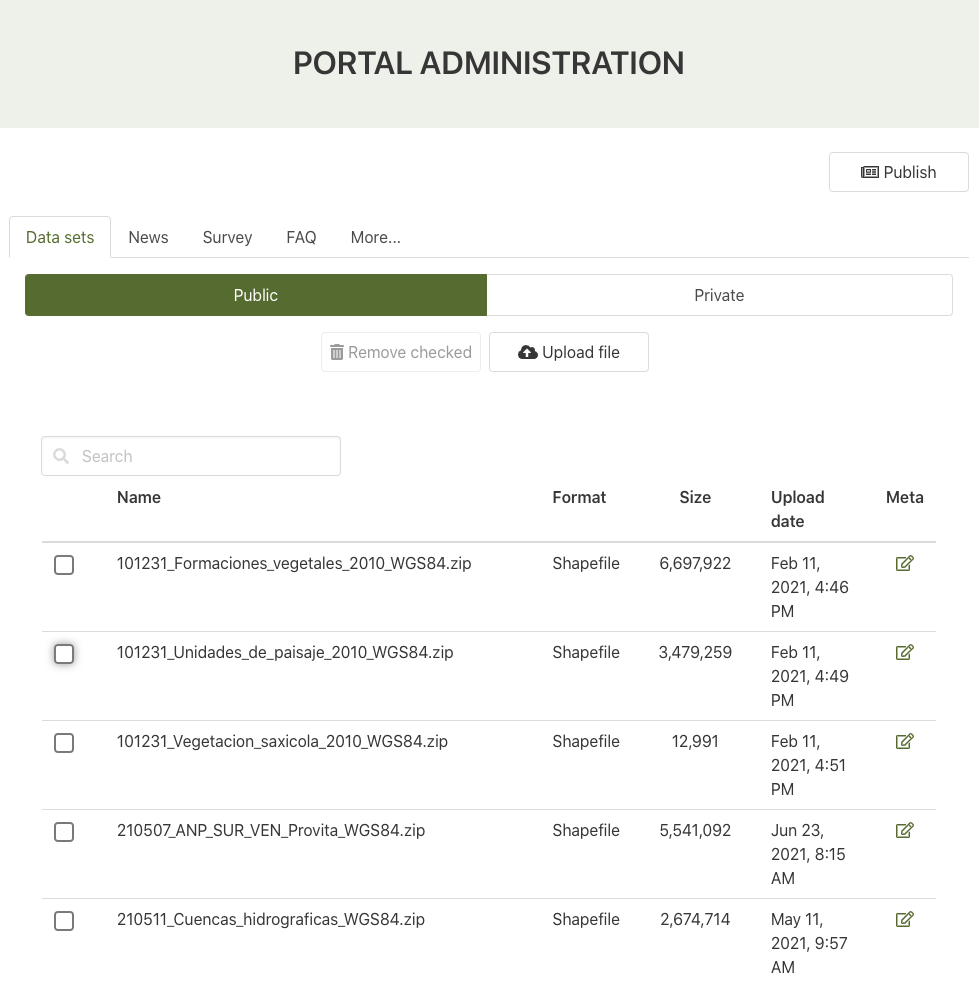 PORTAL ADMINISTRATION
Publish
Data sets News Survey FAQ More...
Public Private
Remove checked Upload file
Search
Name Format Size Upload date Meta
101231_Formaciones_vegetales_2010_WGS84.zip Shapefile 6,697,922 Feb 11,
2021, 4:46
PM
101231_Unidades_de_paisaje_2010_WGS84.zip Shapefile 3,479,259 Feb 11,
2021, 4:49
PM
101231_Vegetacion_saxicola_2010_WGS84.zip Shapefile 12,991 Feb 11,
2021, 4:51
PM
210507_ANP_SUR_VEN_Provita_WGS84.zip Shapefile 5,541,092 Jun 23,
2021, 8:15
AM
210511_Cuencas_hidrograficas_WGS84.zip Shapefile 2,674,714 May 11,
2021, 9:57
AM